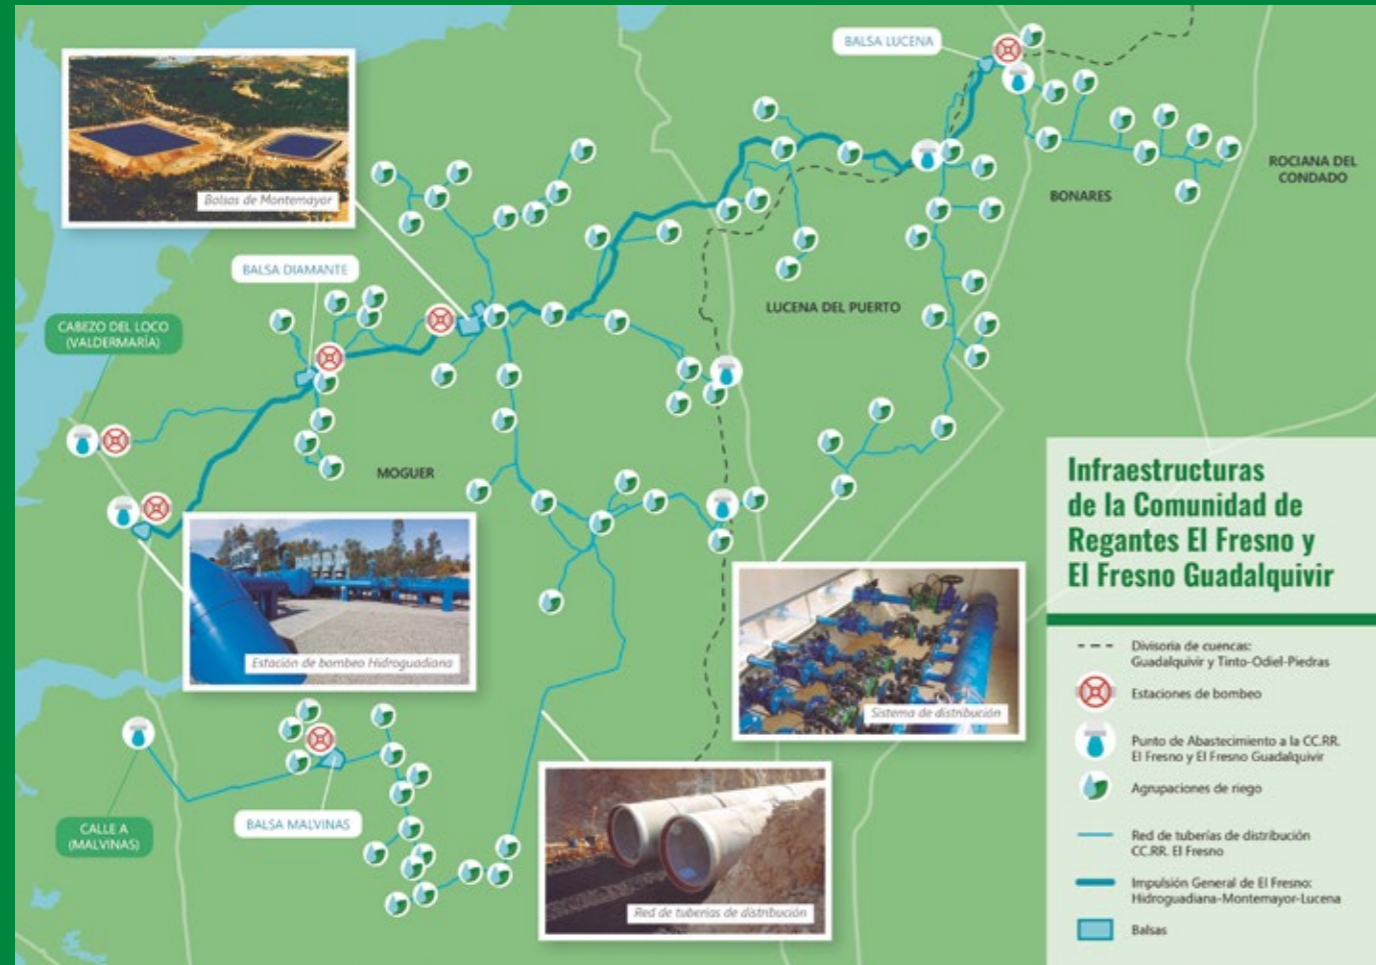 BALSA LUCENA
ROCIANA DEL
CONDADO
BONARES
Balsas de Montemayor
BALSA DIAMANTE
LUCENA DEL PUERTO
CABEZO DEL LOCO
(VALDERMARÍA)
MOGUER
Estación de bombeo Hidroguadiana
Sistema de distribución
CALLE A
(MALVINAS)
BALSA MALVINAS
Red de tuberías de distribución
Infraestructuras
de la Comunidad de
Regantes El Fresno y
El Fresno Guadalquivir
Divisoria de cuencas:
Guadalquivir y Tinto-Odiel-Piedras
Estaciones de bombeo
Punto de Abastecimiento a la CC.RR.
El Fresno y El Fresno Guadalquivir
Agrupaciones de riego
Red de tuberías de distribución
CC.RR. El Fresno
Impulsión General de El Fresno:
Hidroguadiana-Montemayor-Lucena
Balsas